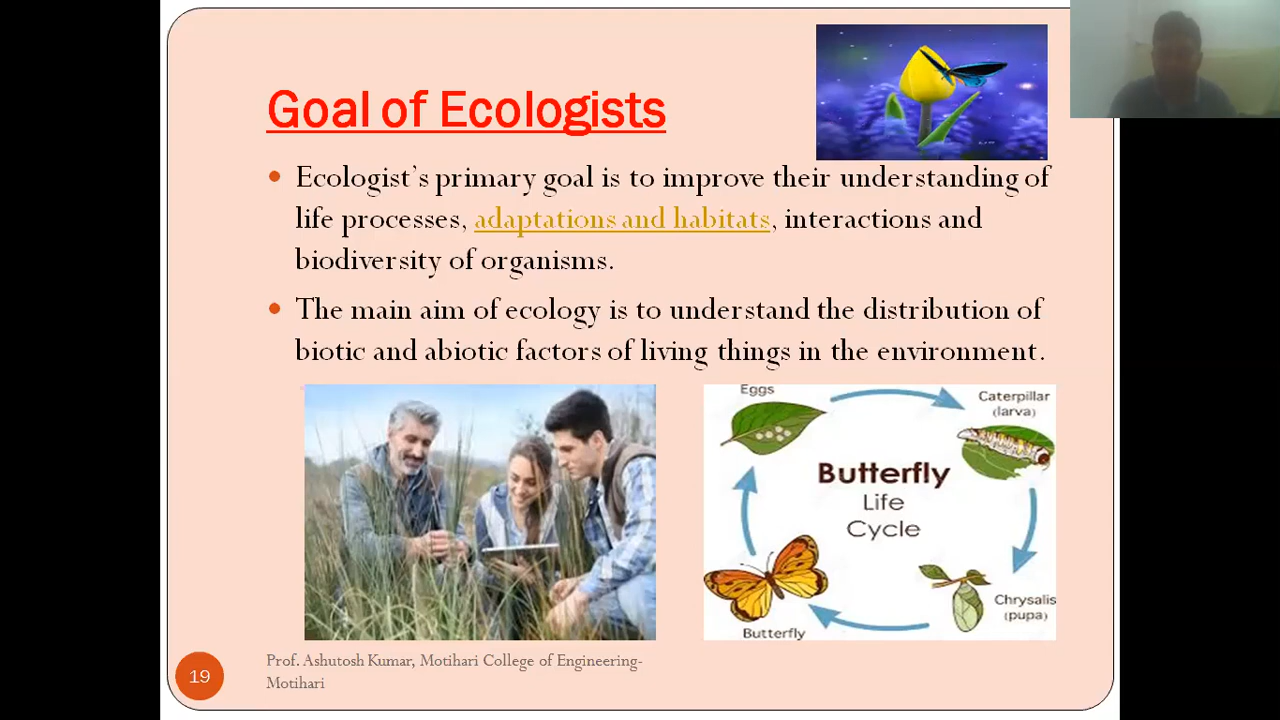 Goal of Ecologists
• Ecologist's primary goal is to improve their understanding of
life processes, adaptations and habitats, interactions and
biodiversity of organisms.
• The main aim of ecology is to understand the distribution of
biotic and abiotic factors of living things in the environment.
Eggs
Caterpillar
(larva)
Butterfly
Life
Cycle
Chrysalis
(pupa)
Butterfly
Prof. Ashutosh Kumar, Motihari College of Engineering-
Motihari
19